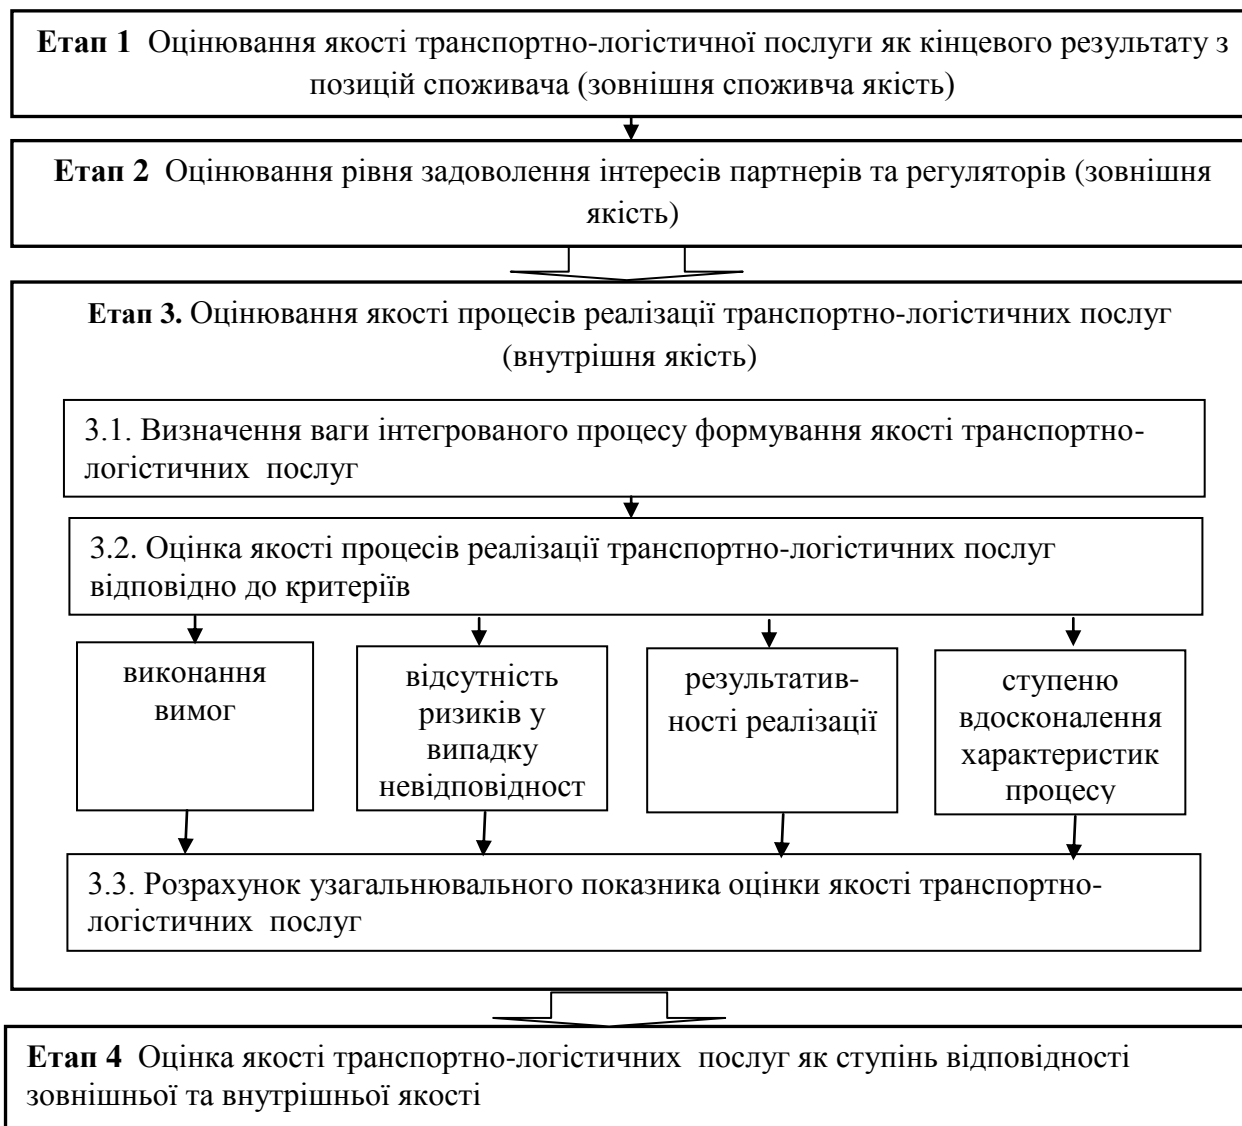 Етап 1 Оцінювання якості транспортно-логістичної послуги як кінцевого результату з
позицій споживача (зовнішня споживча якість)
Етап 2 Оцінювання рівня задоволення інтересів партнерів та регуляторів (зовнішня
якість)
Етап 3. Оцінювання якості процесів реалізації транспортно-логістичних послуг
(внутрішня якість)
3.1. Визначення ваги інтегрованого процесу формування якості транспортно-
логістичних послуг
3.2. Оцінка якості процесів реалізації транспортно-логістичних послуг
відповідно до критеріїв
виконання
вимог
відсутність
ризиків у
випадку
невідповідност
результатив-
ності реалізації
ступеню
вдосконалення
характеристик
процесу
3.3. Розрахунок узагальнювального показника оцінки якості транспортно-
логістичних послуг
Етап 4 Оцінка якості транспортно-логістичних послуг як ступінь відповідності
зовнішньої та внутрішньої якості